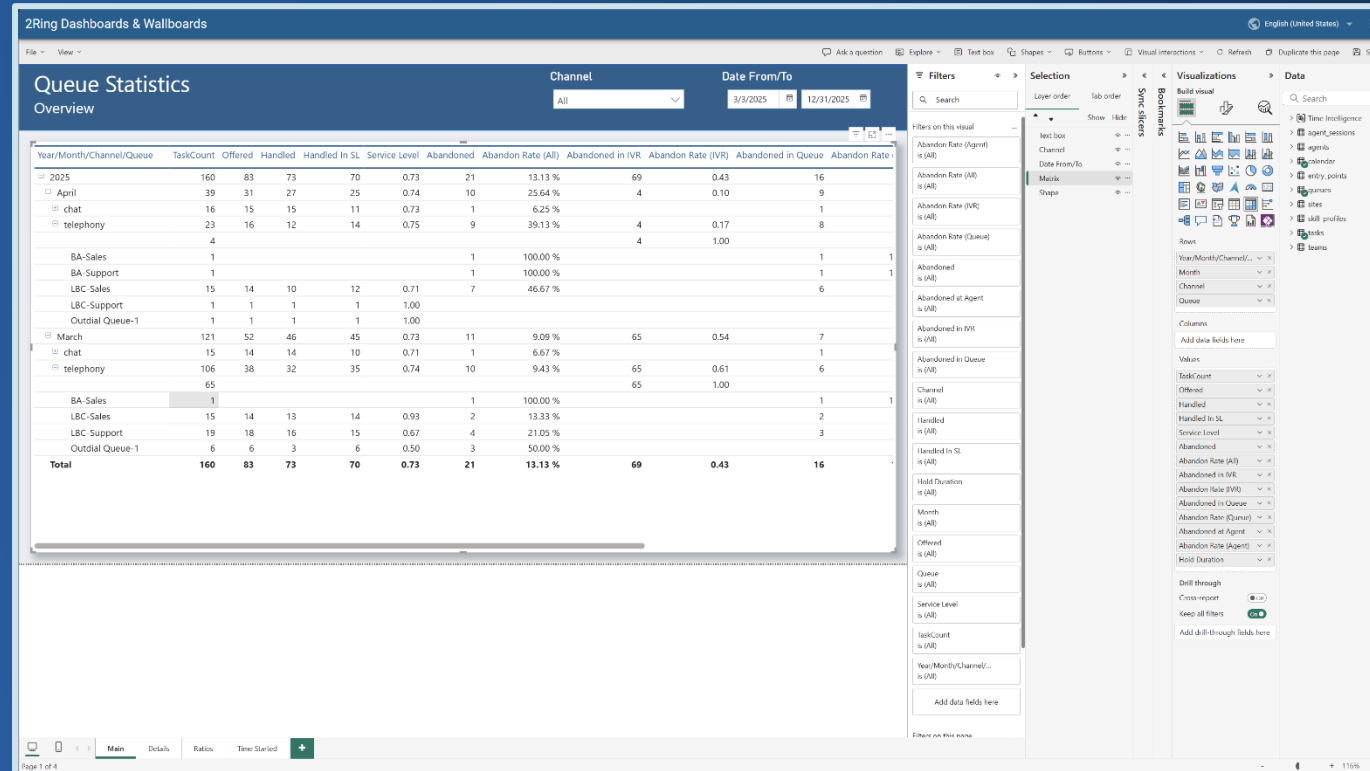 2Ring Dashboards & Wallboards
English (United States)
File View
Ask a question Explore Text box Shapes Buttons Visual interactions Refresh Duplicate this page S
Queue Statistics
Overview
Channel
All
Date From/To
3/3/2025 12/31/2025
Year/Month/Channel/Queue TaskCount Offered Handled Handled In SL Service Level Abandoned Abandon Rate (All) Abandoned in IVR Abandon Rate (IVR) Abandoned in Queue Abandon Rate (
2025 160 83 73 70 0.73 21 13.13 % 69 0.43 16
April 39 31 27 25 0.74 10 25.64 % 4 0.10 9
chat 16 15 15 11 0.73 1 6.25 % 1
telephony 23 16 12 14 0.75 9 39.13 % 4 0.17 8
4 4 1.00
BA-Sales 1 1 100.00 % 1 1
BA-Support 1 1 100.00 % 1 1
LBC-Sales 15 14 10 12 0.71 7 46.67 % 6
LBC-Support 1 1 1 1 1.00
Outdial Queue-1 1 1 1 1 1.00
March 121 52 46 45 0.73 11 9.09 % 65 0.54 7
chat 15 14 14 10 0.71 1 6.67 % 1
telephony 106 38 32 35 0.74 10 9.43 % 65 0.61 6
65 65 1.00
BA-Sales 1 1 100.00 % 1 1
LBC-Sales 15 14 13 14 0.93 2 13.33 % 2
LBC-Support 19 18 16 15 0.67 4 21.05 % 3
Outdial Queue-1 6 6 3 6 0.50 3 50.00 %
Total 160 83 73 70 0.73 21 13.13 % 69 0.43 16
Filters
Search
Filters on this visual
Abandon Rate (Agent)
is (All)
Abandon Rate (All)
is (All)
Abandon Rate (IVR)
is (All)
Abandon Rate (Queue)
is (All)
Abandoned
is (All)
Abandoned at Agent
is (All)
Abandoned in IVR
is (All)
Abandoned in Queue
is (All)
Channel
is (All)
Handled
is (All)
Handled In SL
is (All)
Hold Duration
is (All)
Month
is (All)
Offered
is (All)
Queue
is (All)
Service Level
is (All)
TaskCount
is (All)
Year/Month/Channel/...
is (All)
Add data fields here
Filters on this page
Selection
Layer order Tab order
Show Hide
Text box
Channel
Date From/To
Matrix
Shape
Sync slicers
Bookmarks
Visualizations
Build visual
Rows
Year/Month/Channel/...
Month
Channel
Queue
Columns
Add data fields here
Values
TaskCount
Offered
Handled
Handled In SL
Service Level
Abandoned
Abandon Rate (All)
Abandoned in IVR
Abandon Rate (IVR)
Abandoned in Queue
Abandon Rate (Queue)
Abandoned at Agent
Abandon Rate (Agent)
Hold Duration
Drill through
Cross-report Off
Keep all filters On
Add drill-through fields here
Data
Search
Time Intelligence
agent_sessions
agents
calendar
entry_points
queues
sites
skill_profiles
tasks
teams
Main Details Ratios Time Started +
Page 1 of 4
- + 116%